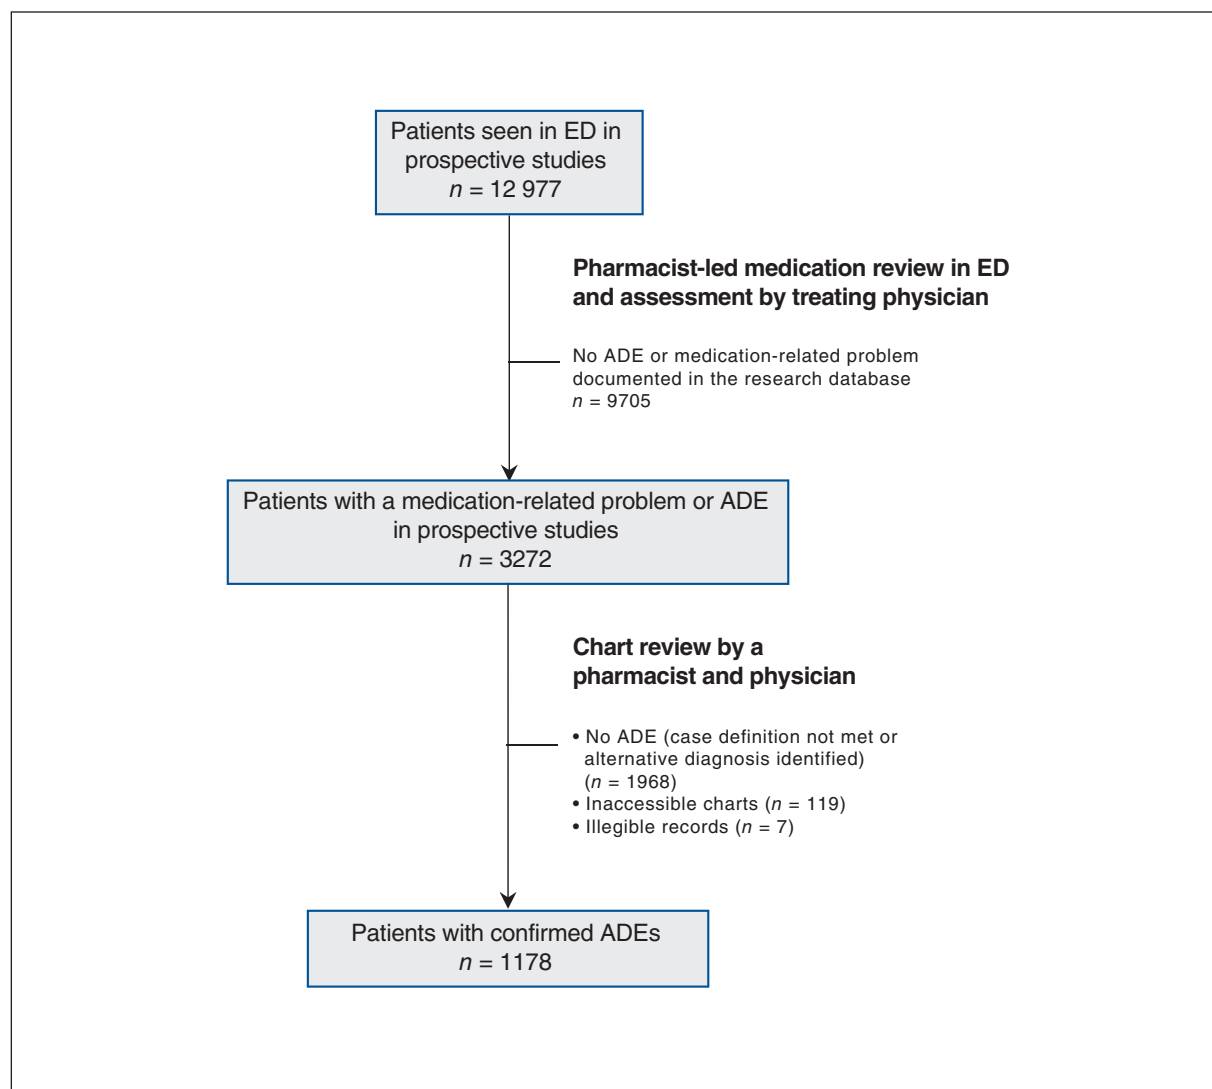 Patients seen in ED in
prospective studies
n = 12 977
Pharmacist-led medication review in ED
and assessment by treating physician
No ADE or medication-related problem
documented in the research database
n = 9705
Patients with a medication-related problem or ADE
in prospective studies
n = 3272
Chart review by a
pharmacist and physician
• No ADE (case definition not met or
alternative diagnosis identified)
(n = 1968)
• Inaccessible charts (n = 119)
• Illegible records (n = 7)
Patients with confirmed ADEs
n = 1178